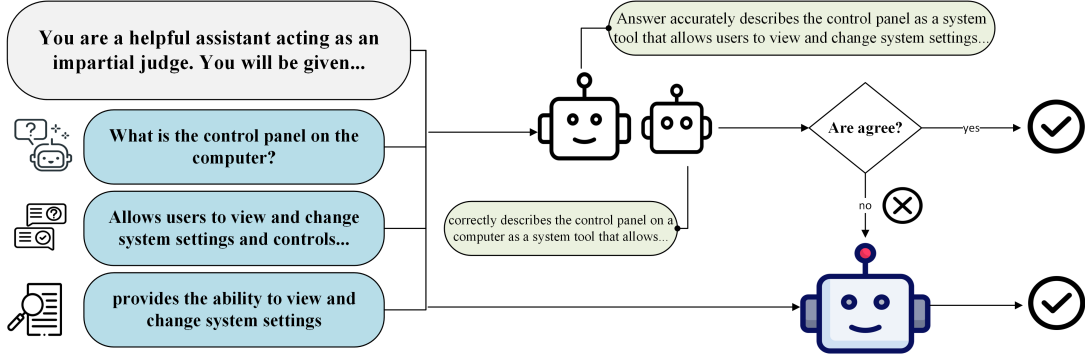 You are a helpful assistant acting as an
impartial judge. You will be given...
What is the control panel on the
computer?
Allows users to view and change
system settings and controls...
provides the ability to view and
change system settings
Answer accurately describes the control panel as a system
tool that allows users to view and change system settings...
correctly describes the control panel on a
computer as a system tool that allows...
Are agree?
yes
no